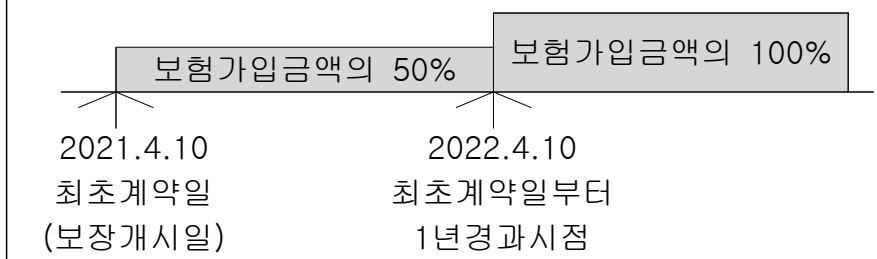 보험가입금액의 50%
보험가입금액의 100%
2021.4.10
최초계약일
(보장개시일)
2022.4.10
최초계약일부터
1년경과시점